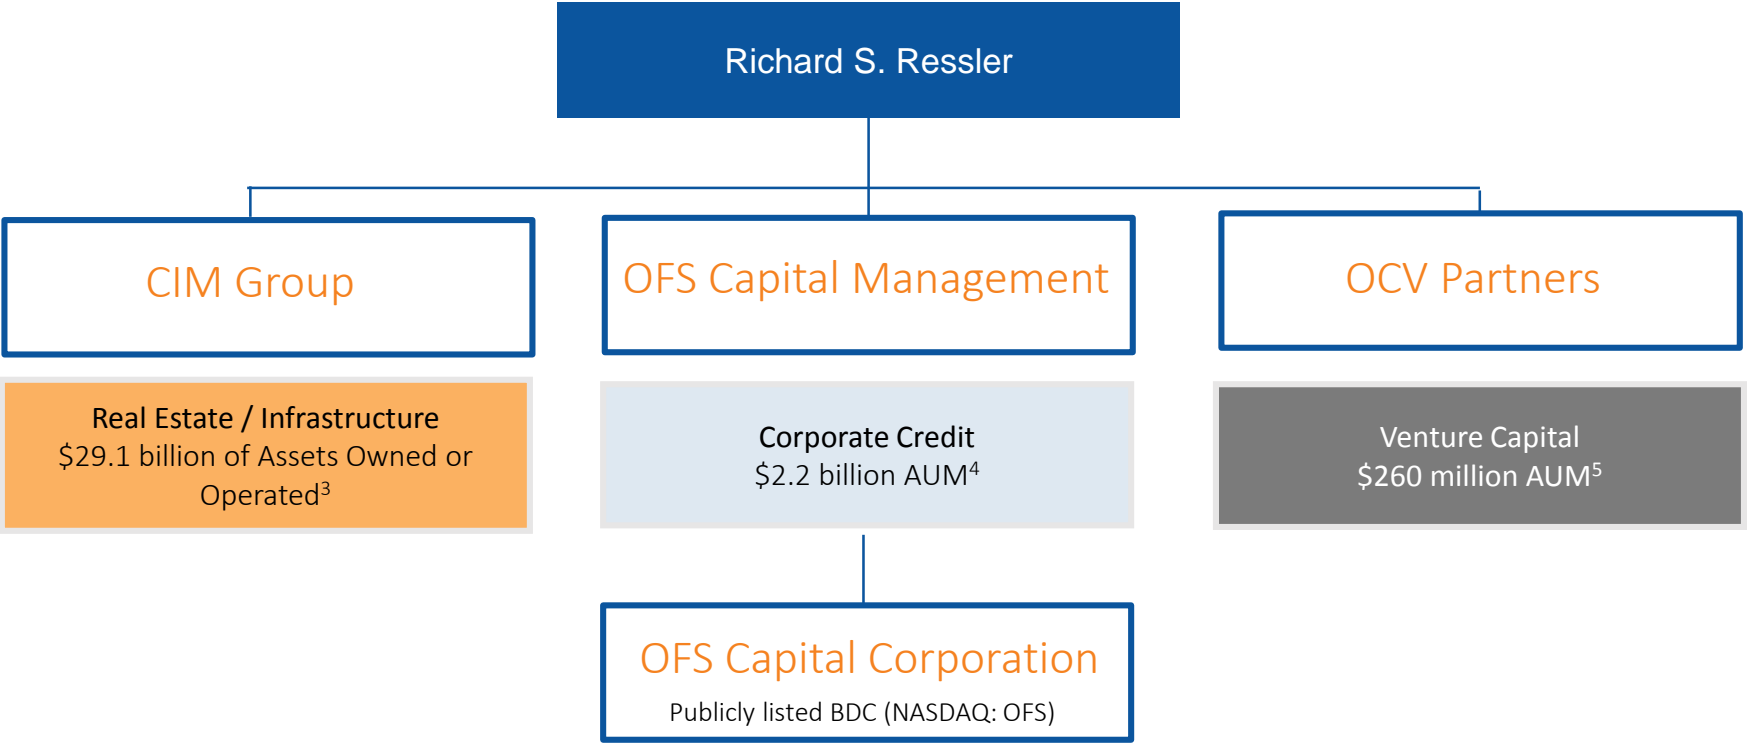 Richard S. Ressler
CIM Group
OFS Capital Management
OCV Partners
Real Estate / Infrastructure
$29.1 billion of Assets Owned or
Operated³
Corporate Credit
$2.2 billion AUM⁴
Venture Capital
$260 million AUM⁵
OFS Capital Corporation
Publicly listed BDC (NASDAQ: OFS)